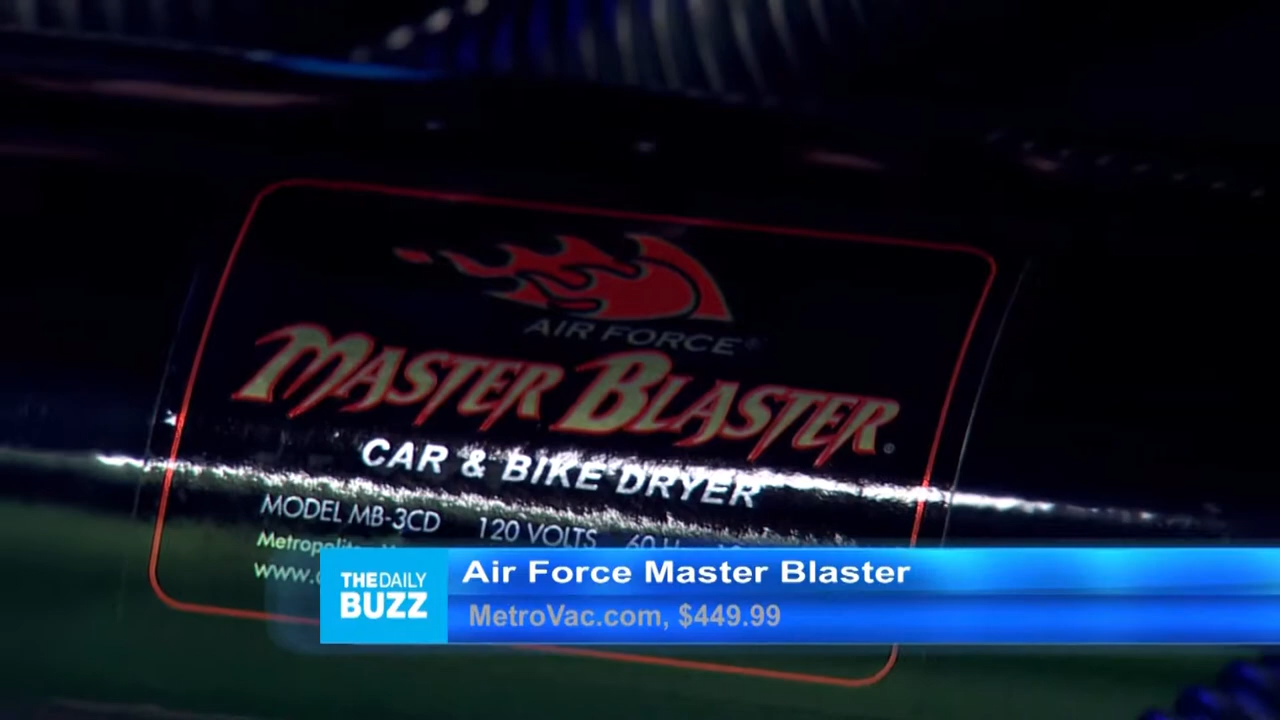 AIR FORCE®
MASTER BLASTER®
CAR & BIKE DRYER
MODEL MB-3CD 120 VOLTS 60
THE DAILY
BUZZ
Air Force Master Blaster
MetroVac.com, $449.99